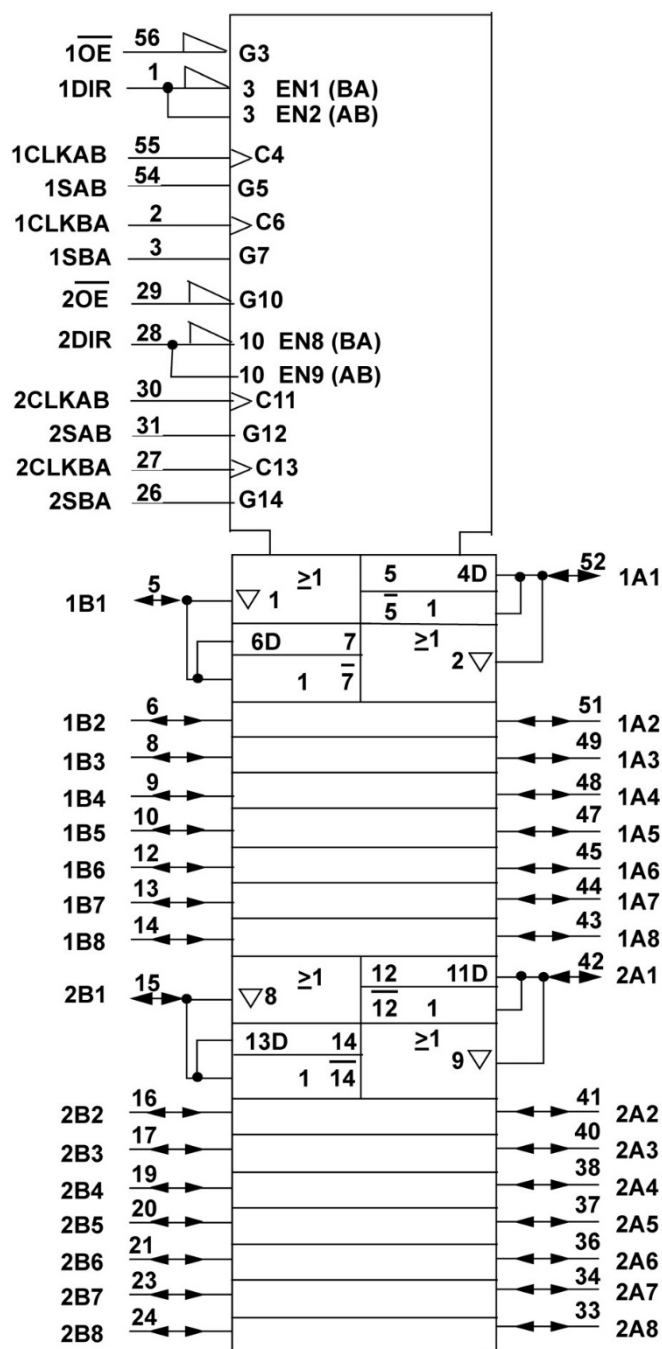 1O̅E̅ 56 G3
1DIR 1 3 EN1 (BA)
3 EN2 (AB)
1CLKAB 55 C4
1SAB 54 G5
1CLKBA 2 C6
1SBA 3 G7
2O̅E̅ 29 G10
2DIR 28 10 EN8 (BA)
10 EN9 (AB)
2CLKAB 30 C11
2SAB 31 G12
2CLKBA 27 C13
2SBA 26 G14
1B1 5 ▽ 1 ≥1 5 4D 52 1A1
5̅ 1
6D 7 ≥1
1 7̅ 2 ▽
1B2 6 51 1A2
1B3 8 49 1A3
1B4 9 48 1A4
1B5 10 47 1A5
1B6 12 45 1A6
1B7 13 44 1A7
1B8 14 43 1A8
2B1 15 ▽8 ≥1 12 11D 42 2A1
1̅2̅ 1
13D 14 ≥1
1 1̅4̅ 9 ▽
2B2 16 41 2A2
2B3 17 40 2A3
2B4 19 38 2A4
2B5 20 37 2A5
2B6 21 36 2A6
2B7 23 34 2A7
2B8 24 33 2A8